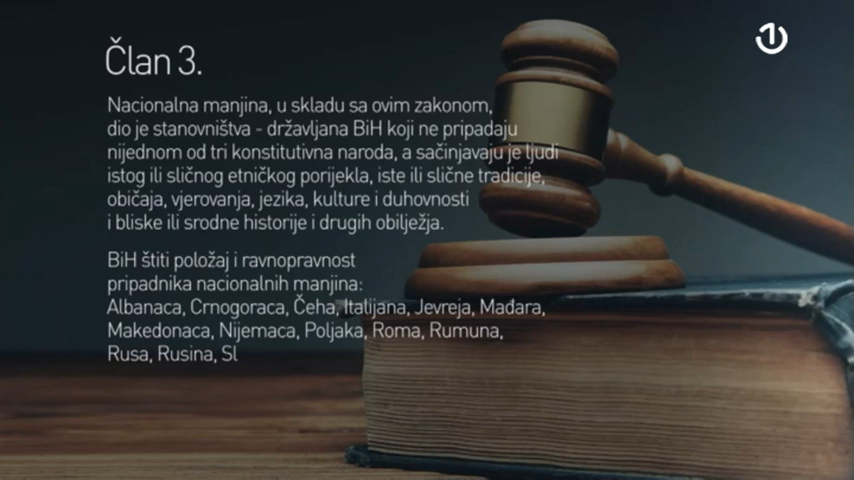 Član 3.
Nacionalna manjina, u skladu sa ovim zakonom,
dio je stanovništva - državljana BiH koji ne pripadaju
nijednom od tri konstitutivna naroda, a sačinjavaju je ljudi
istog ili sličnog etničkog porijekla, iste ili slične tradicije,
običaja, vjerovanja, jezika, kulture i duhovnosti
i bliske ili srodne historije i drugih obilježja.
BiH štiti položaj i ravnopravnost
pripadnika nacionalnih manjina:
Albanaca, Crnogoraca, Čeha, Italijana, Jevreja, Mađara,
Makedonaca, Nijemaca, Poljaka, Roma, Rumuna,
Rusa, Rusina, Sl